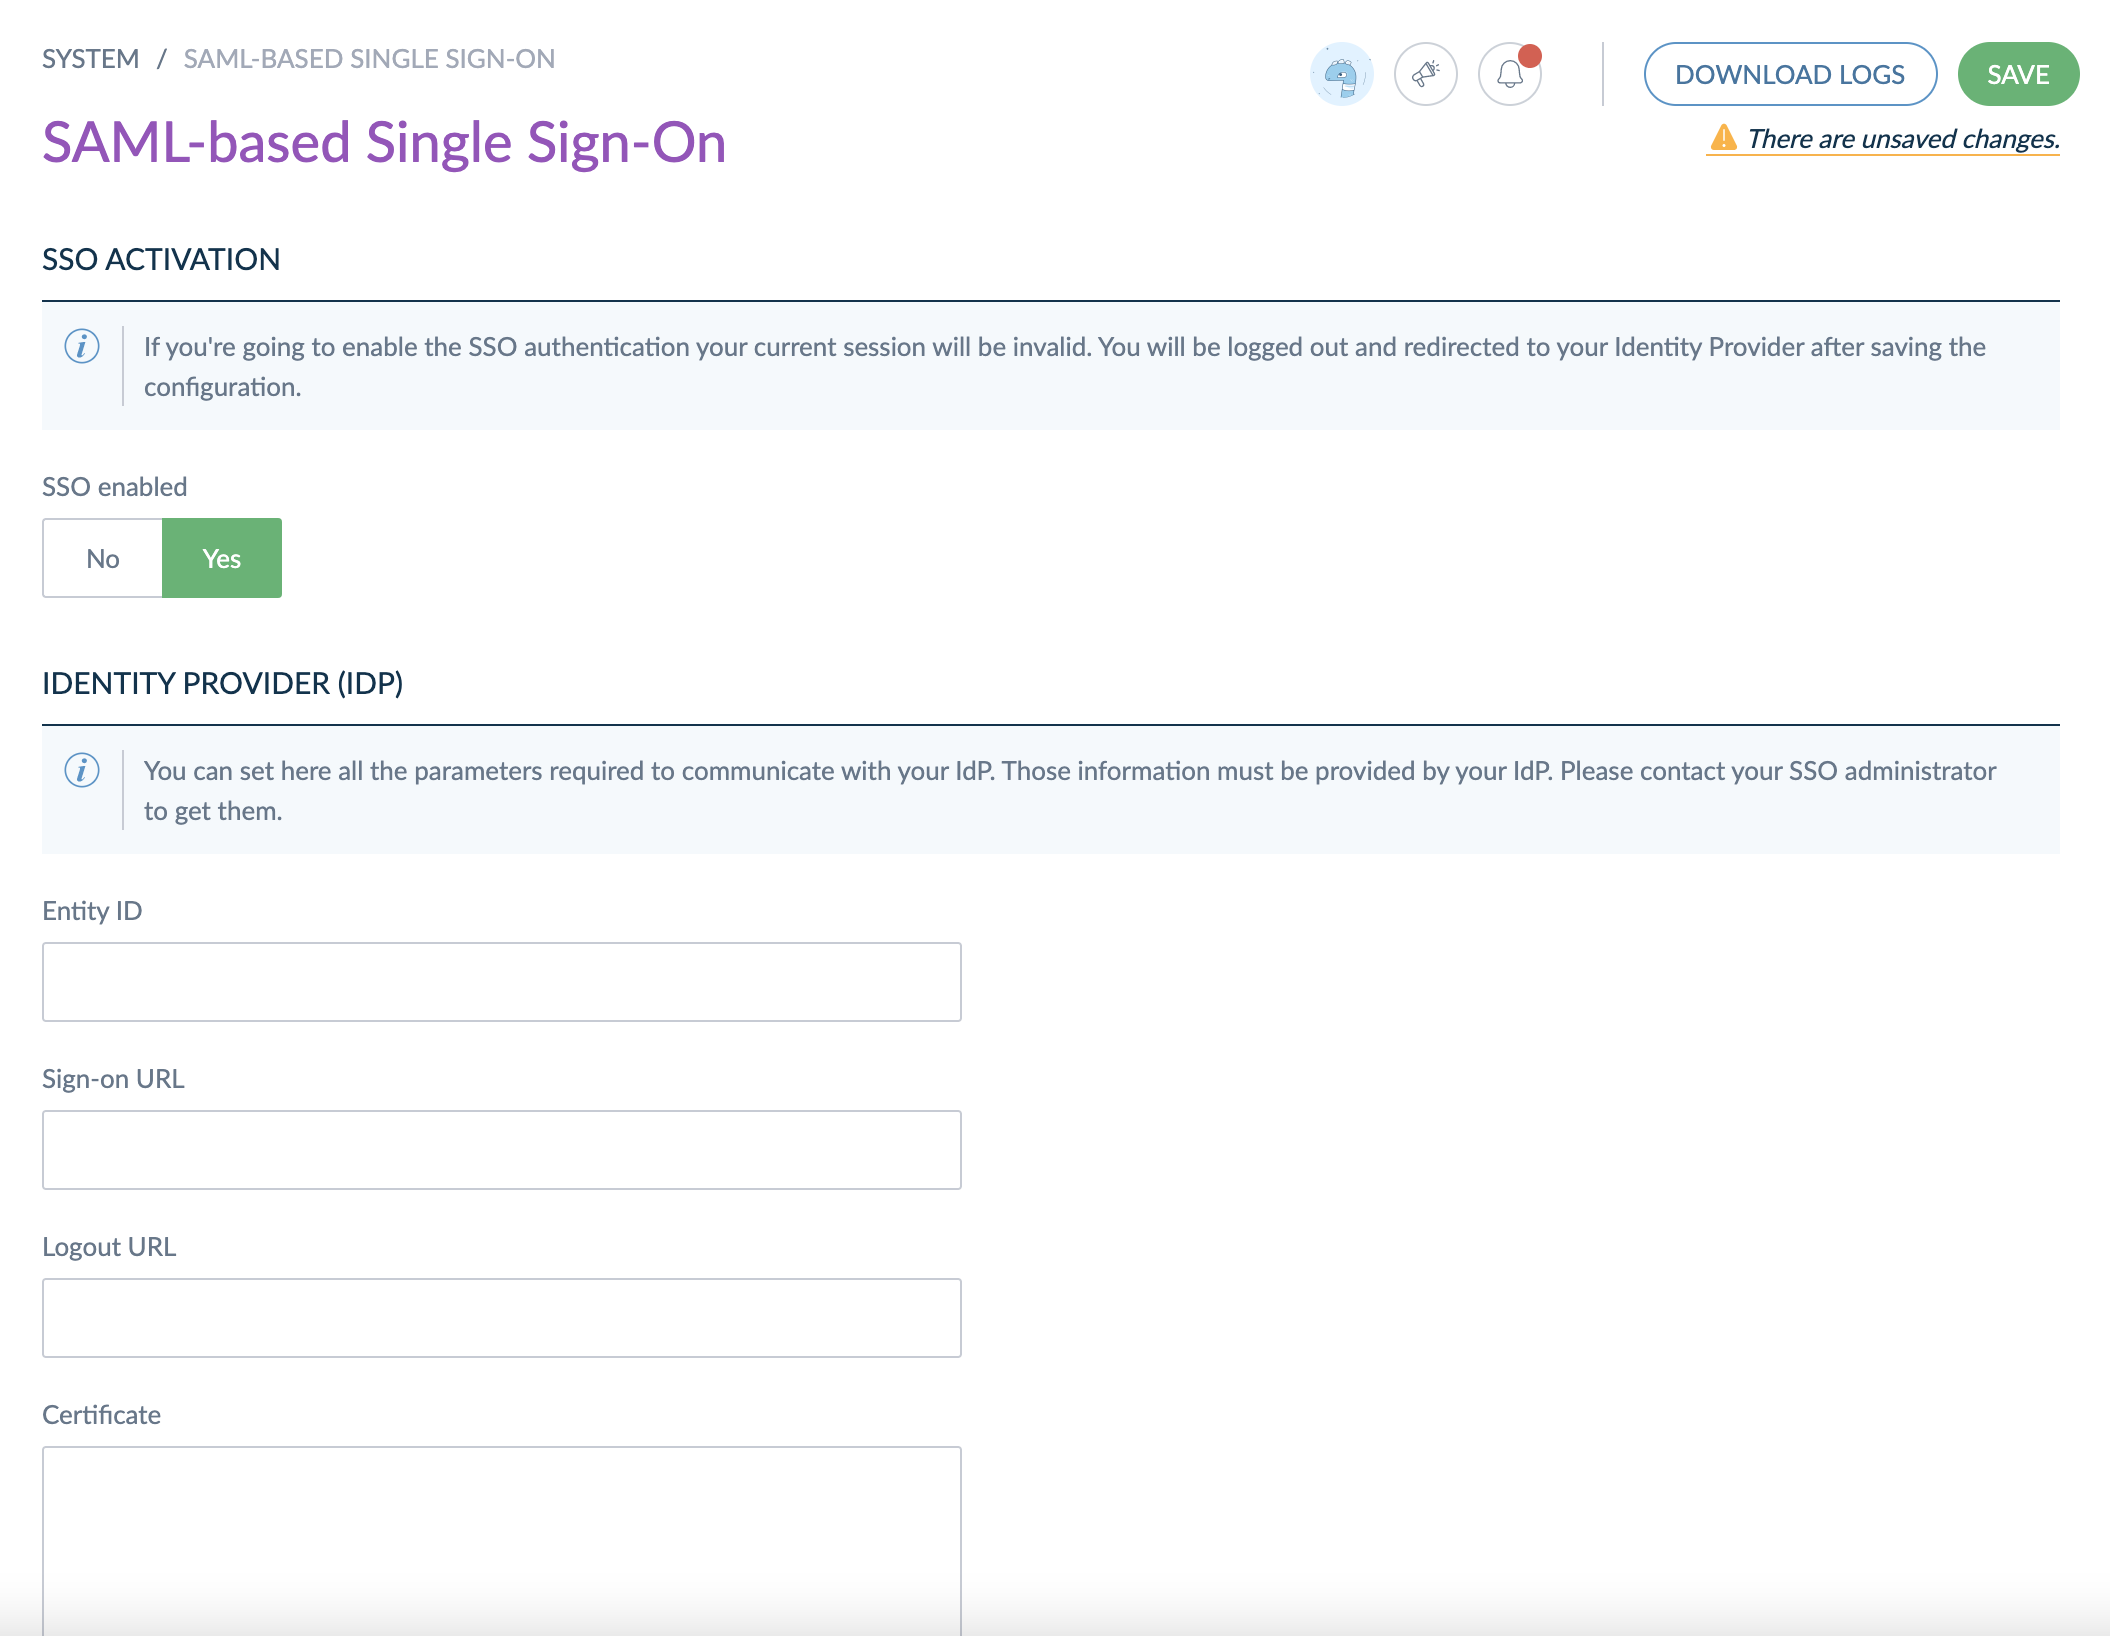 SYSTEM / SAML-BASED SINGLE SIGN-ON
DOWNLOAD LOGS
SAVE
There are unsaved changes.
SAML-based Single Sign-On
SSO ACTIVATION
If you're going to enable the SSO authentication your current session will be invalid. You will be logged out and redirected to your Identity Provider after saving the
configuration.
SSO enabled
No
Yes
IDENTITY PROVIDER (IDP)
You can set here all the parameters required to communicate with your IdP. Those information must be provided by your IdP. Please contact your SSO administrator
to get them.
Entity ID
Sign-on URL
Logout URL
Certificate